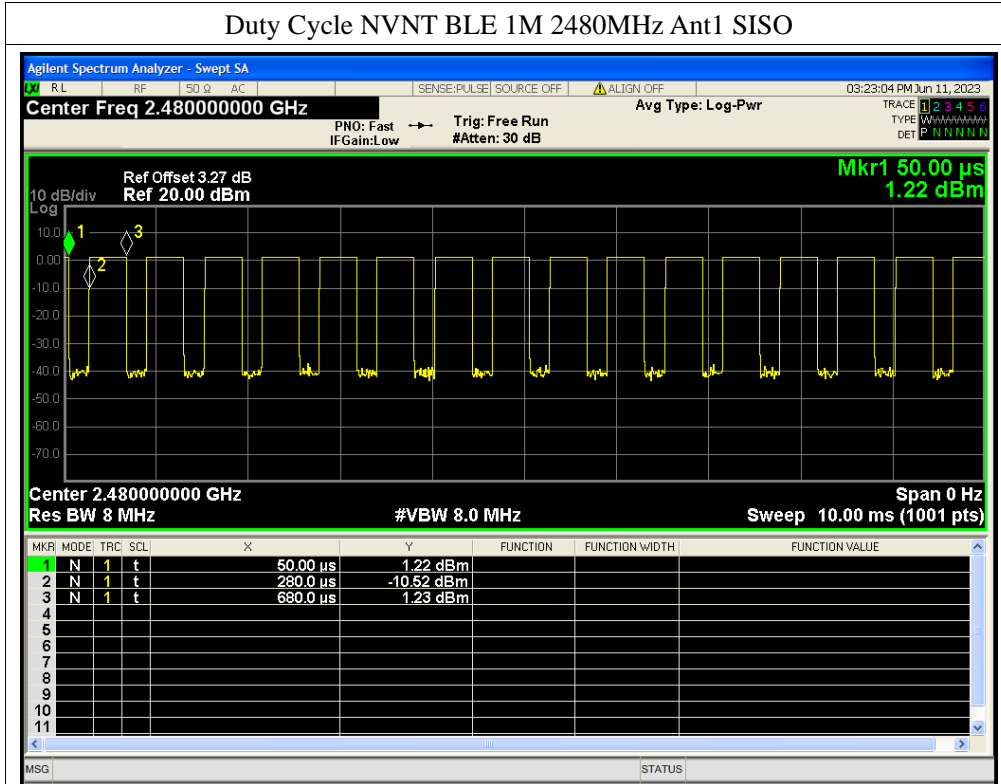 Duty Cycle NVNT BLE 1M 2480MHz Ant1 SISO
Agilent Spectrum Analyzer - Swept SA
LXI RL RF 50 Ω AC SENSE:PULSE SOURCE OFF ALIGN OFF 03:23:04 PM Jun 11, 2023
Center Freq 2.480000000 GHz Avg Type: Log-Pwr TRACE 1 2 3 4 5 6
PNO: Fast Trig: Free Run TYPE WWWWWW
IFGain:Low #Atten: 30 dB DET P N N N N N
Mkr1 50.00 µs
Ref Offset 3.27 dB
10 dB/div Ref 20.00 dBm 1.22 dBm
Log
10.0
1 3
0.00
2
-10.0
-20.0
-30.0
-40.0
-50.0
-60.0
-70.0
Center 2.480000000 GHz Span 0 Hz
Res BW 8 MHz #VBW 8.0 MHz Sweep 10.00 ms (1001 pts)
MKR MODE TRC SCL X Y FUNCTION FUNCTION WIDTH FUNCTION VALUE
1 N 1 t 50.00 µs 1.22 dBm
2 N 1 t 280.0 µs -10.52 dBm
3 N 1 t 680.0 µs 1.23 dBm
4
5
6
7
8
9
10
11
MSG STATUS